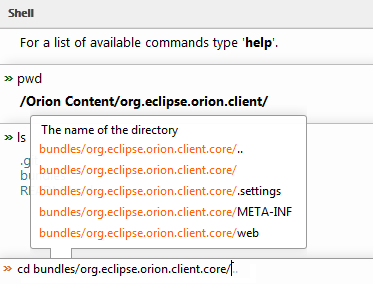 Shell
For a list of available commands type 'help'.
» pwd
/Orion Content/org.eclipse.orion.client/
» ls
The name of the directory
bundles/org.eclipse.orion.client.core/..
bundles/org.eclipse.orion.client.core/
bundles/org.eclipse.orion.client.core/.settings
bundles/org.eclipse.orion.client.core/META-INF
bundles/org.eclipse.orion.client.core/web
» cd bundles/org.eclipse.orion.client.core/..